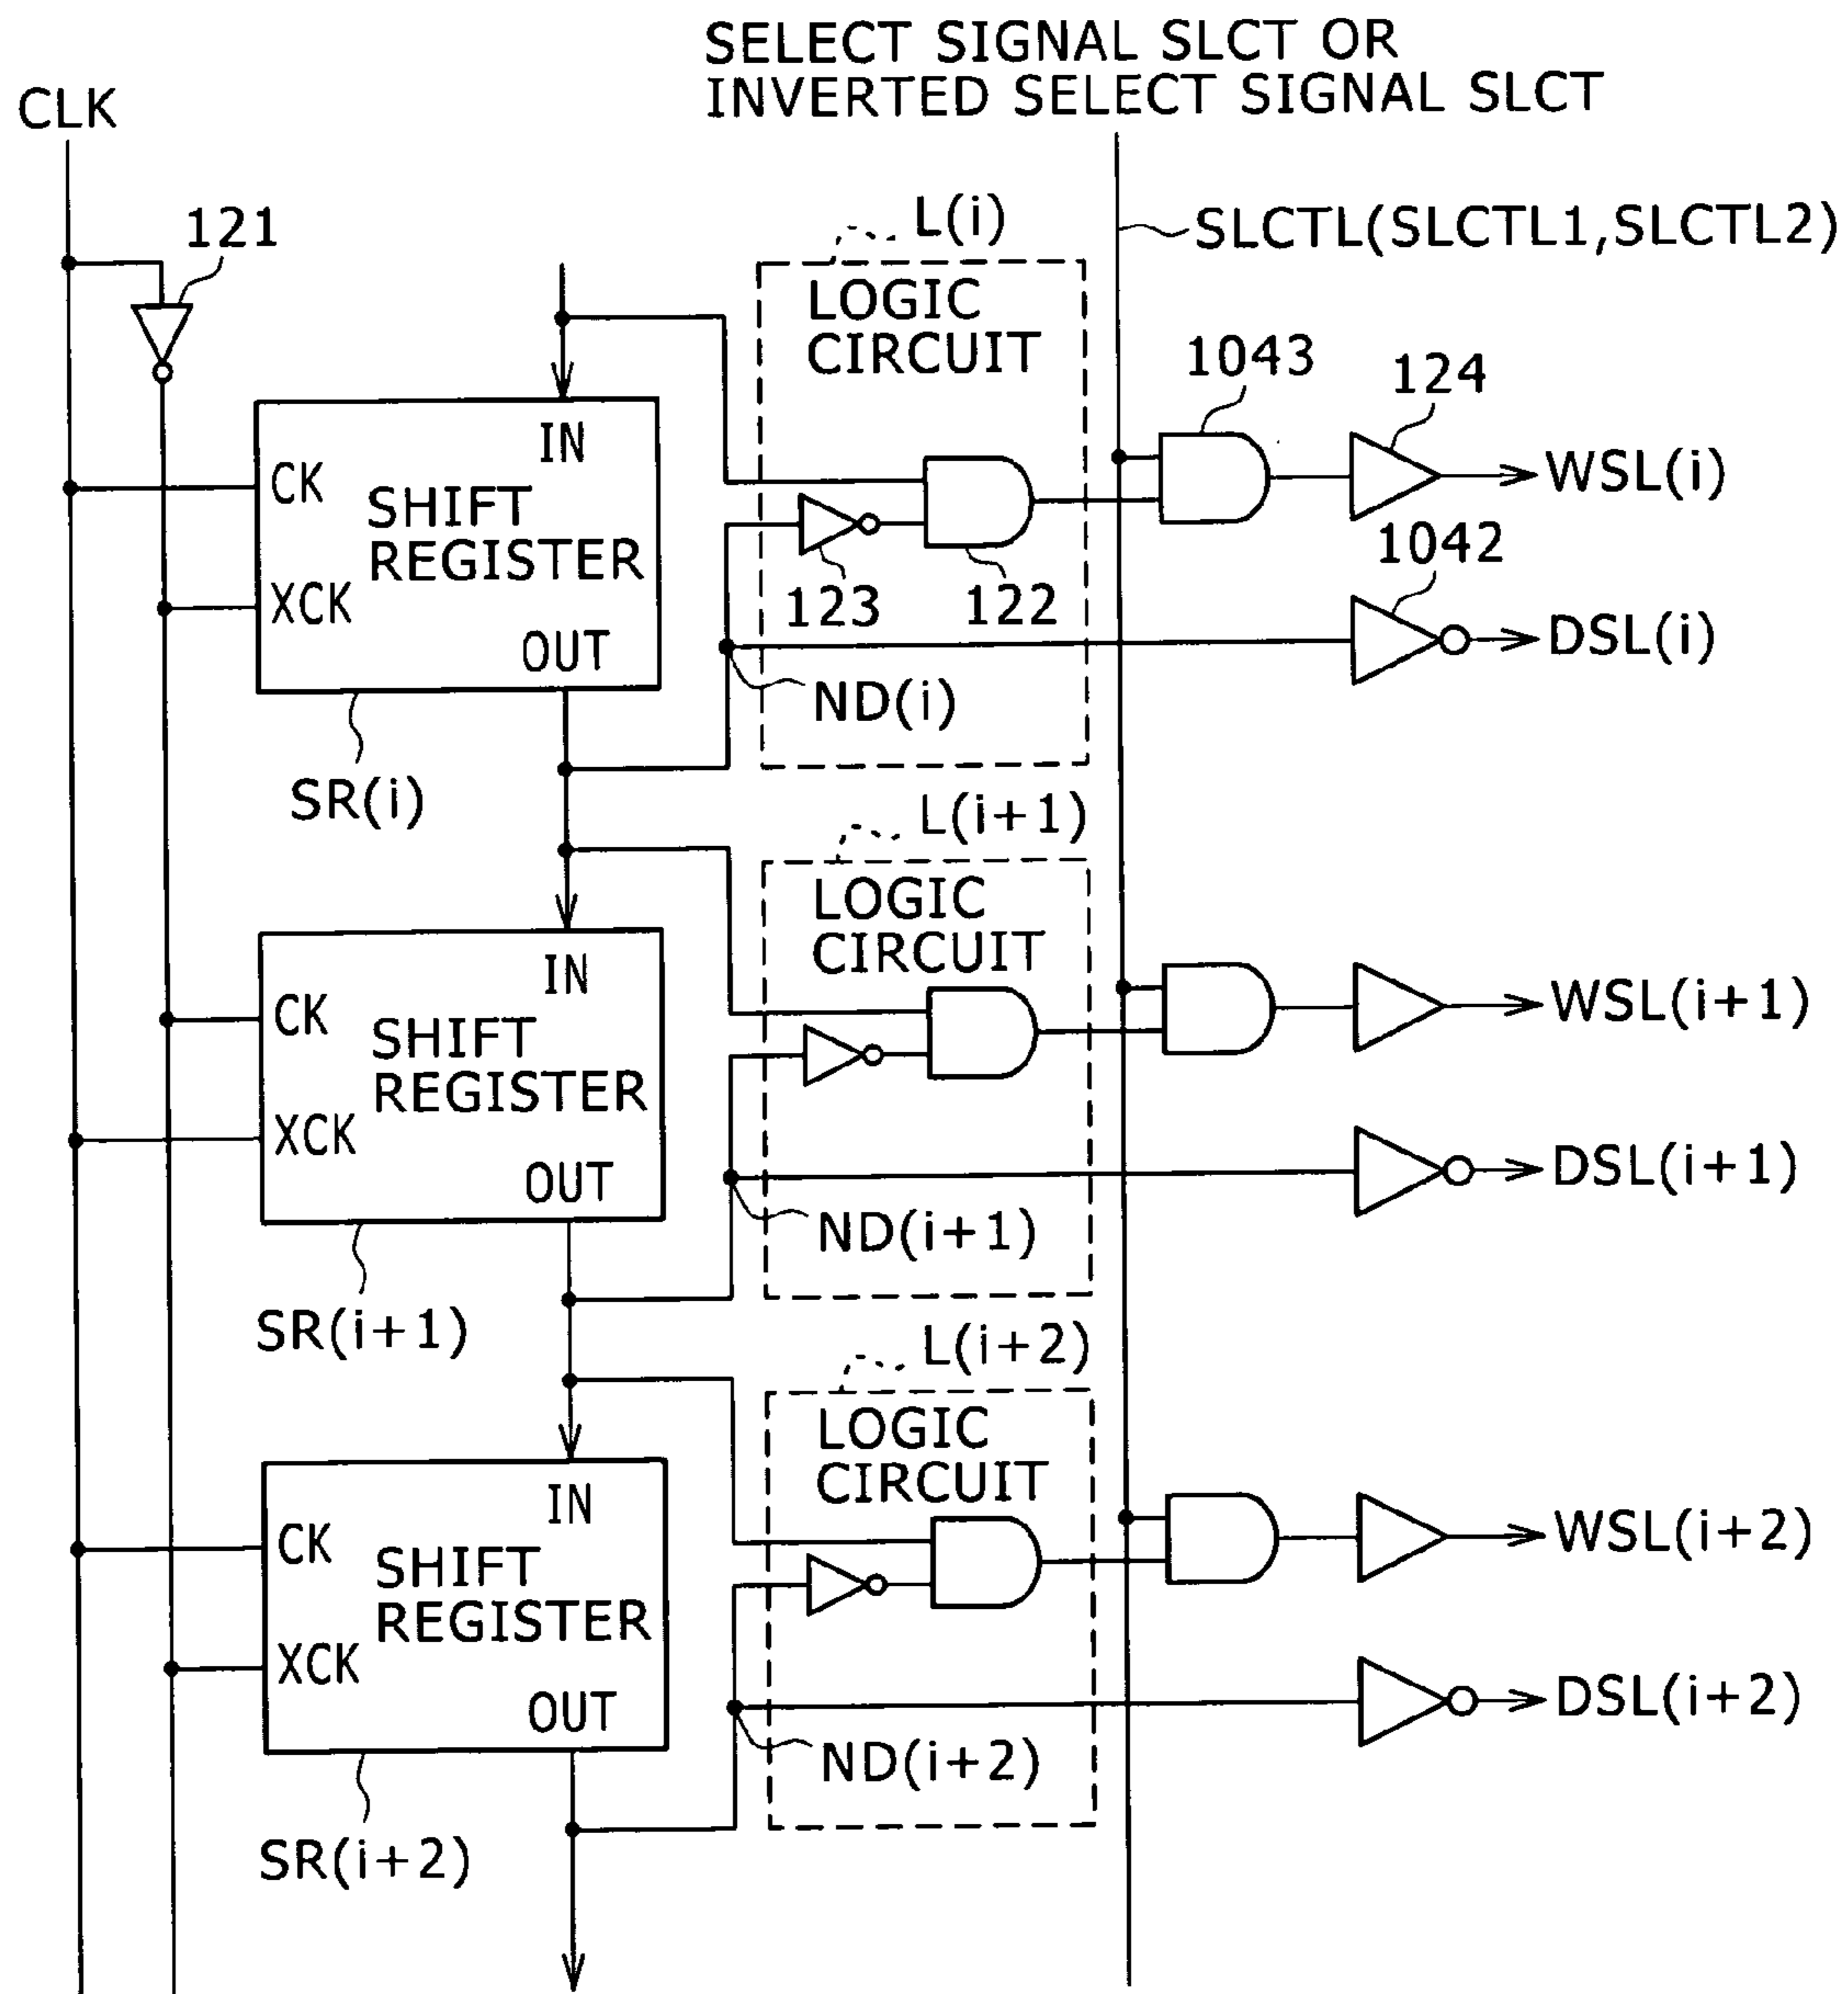 SELECT SIGNAL SLCT OR
INVERTED SELECT SIGNAL SLCT
CLK
121
L(i)
SLCTL(SLCTL1,SLCTL2)
LOGIC
CIRCUIT
1043
124
IN
CK
SHIFT
REGISTER
WSL(i)
1042
XCK
123
122
OUT
DSL(i)
ND(i)
SR(i)
L(i+1)
LOGIC
CIRCUIT
IN
CK
SHIFT
REGISTER
WSL(i+1)
XCK
OUT
DSL(i+1)
ND(i+1)
SR(i+1)
L(i+2)
LOGIC
CIRCUIT
IN
CK
SHIFT
REGISTER
WSL(i+2)
XCK
OUT
DSL(i+2)
ND(i+2)
SR(i+2)